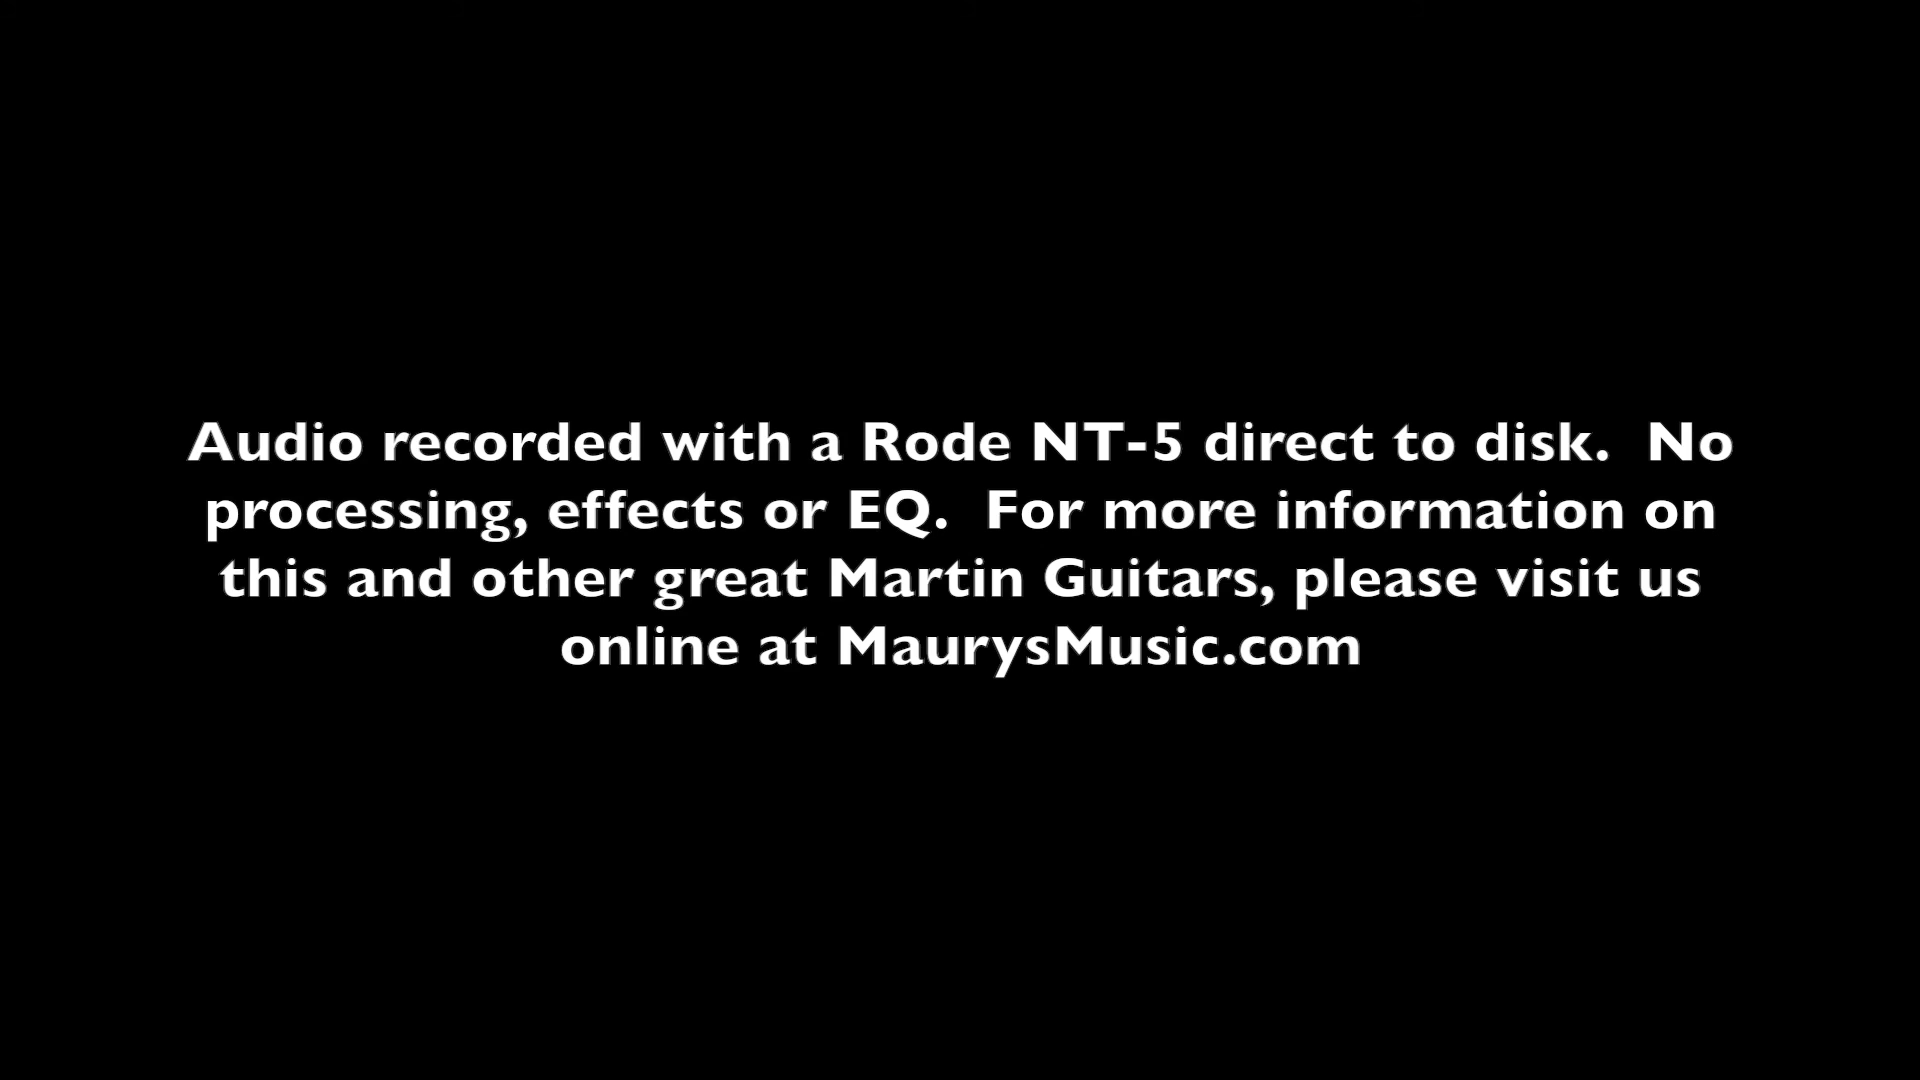 Audio recorded with a Rode NT-5 direct to disk.  No
processing, effects or EQ.  For more information on
this and other great Martin Guitars, please visit us
online at MaurysMusic.com